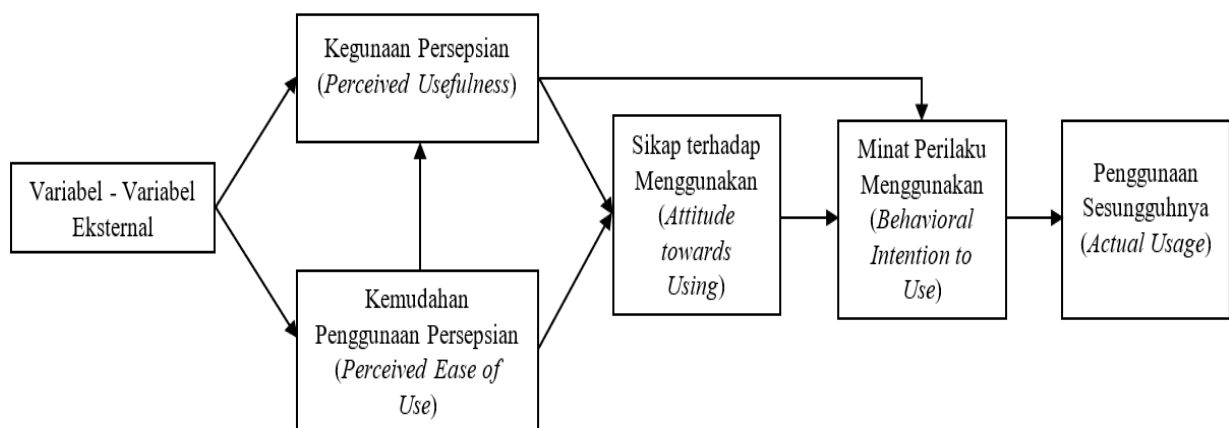 Kegunaan Persepsian
(Perceived Usefulness)
Variabel - Variabel
Eksternal
Kemudahan
Penggunaan Persepsian
(Perceived Ease of
Use)
Sikap terhadap
Menggunakan
(Attitude
towards
Using)
Minat Perilaku
Menggunakan
(Behavioral
Intention to
Use)
Penggunaan
Sesungguhnya
(Actual Usage)